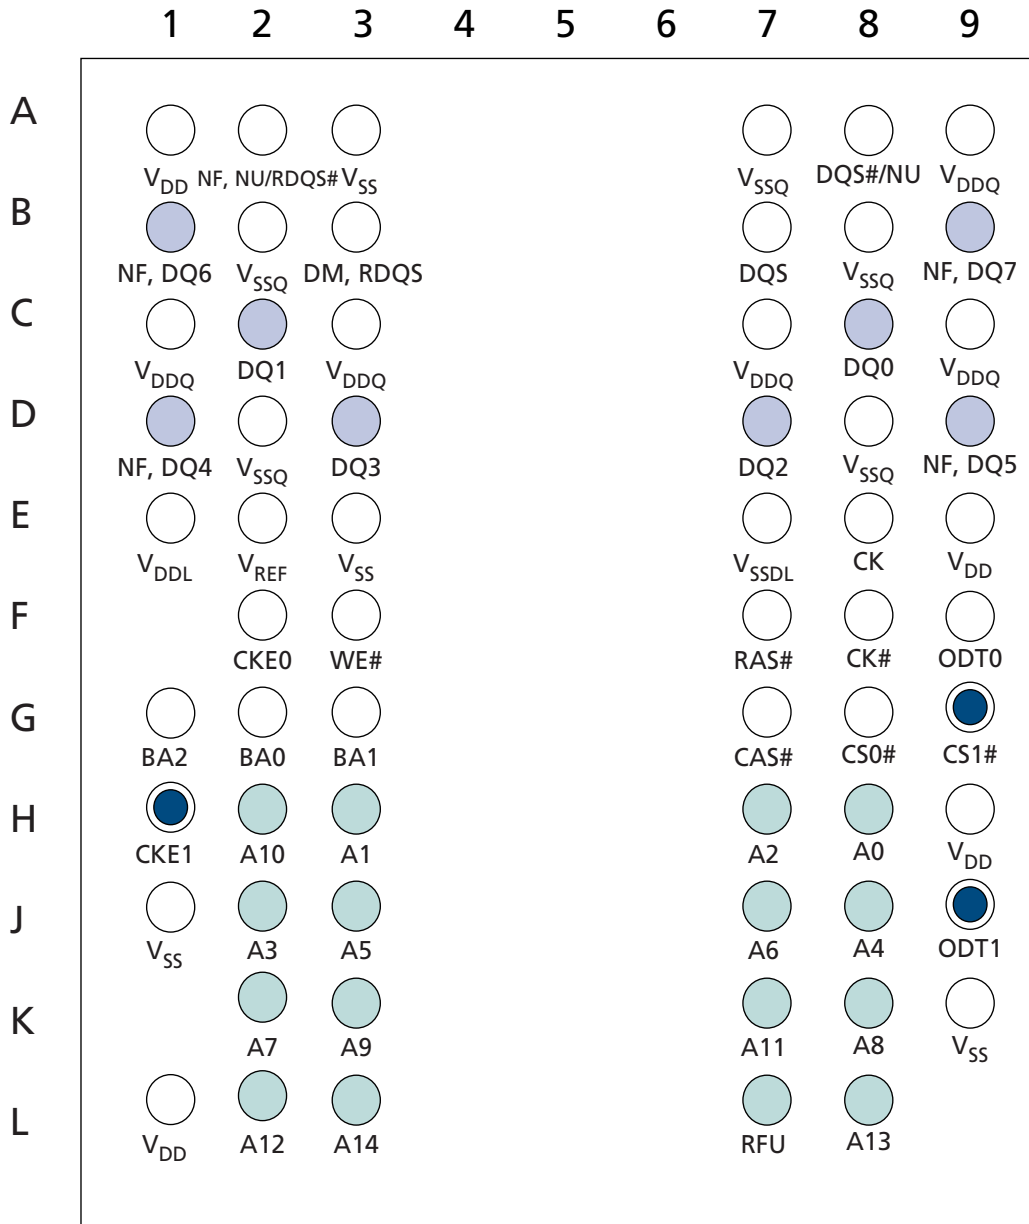 1 2 3 4 5 6 7 8 9
A
V_DD NF, NU/RDQS# V_SS V_SSQ DQS#/NU V_DDQ
B
NF, DQ6 V_SSQ DM, RDQS DQS V_SSQ NF, DQ7
C
V_DDQ DQ1 V_DDQ V_DDQ DQ0 V_DDQ
D
NF, DQ4 V_SSQ DQ3 DQ2 V_SSQ NF, DQ5
E
V_DDL V_REF V_SS V_SSDL CK V_DD
F
CKE0 WE# RAS# CK# ODT0
G
BA2 BA0 BA1 CAS# CS0# CS1#
H
CKE1 A10 A1 A2 A0 V_DD
J
V_SS A3 A5 A6 A4 ODT1
K
A7 A9 A11 A8 V_SS
L
V_DD A12 A14 RFU A13